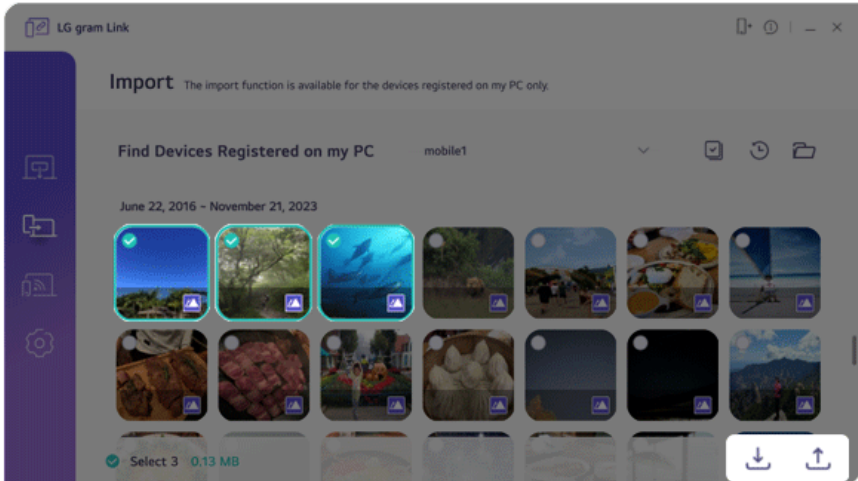 LG gram Link
Import The import function is available for the devices registered on my PC only.
Find Devices Registered on my PC mobile1
June 22, 2016 ~ November 21, 2023
Select 3 0.13 MB